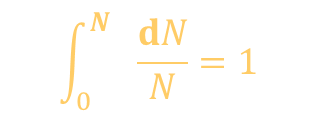 ∫₀ᴺ dN/N = 1